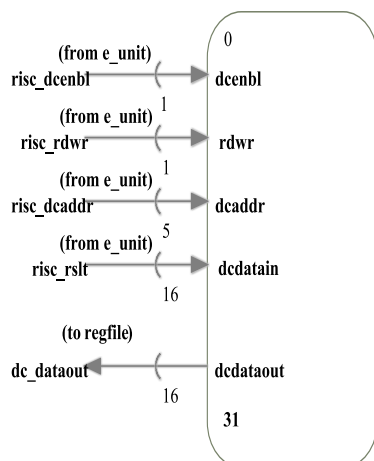 0
(from e_unit)
risc_dcenbl dcenbl
1
(from e_unit)
risc_rdwr rdwr
1
(from e_unit)
risc_dcaddr dcaddr
5
(from e_unit)
risc_rslt dcdatain
16
(to regfile)
dc_dataout dcdataout
16
31